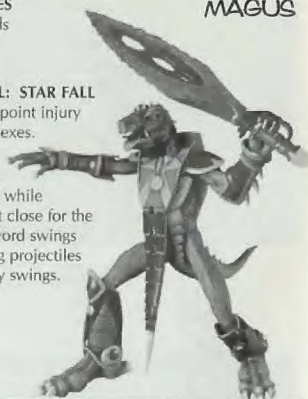 MAGUS
L: STAR FALL
point injury
exes.
while
t close for the
ord swings
g projectiles
y swings.